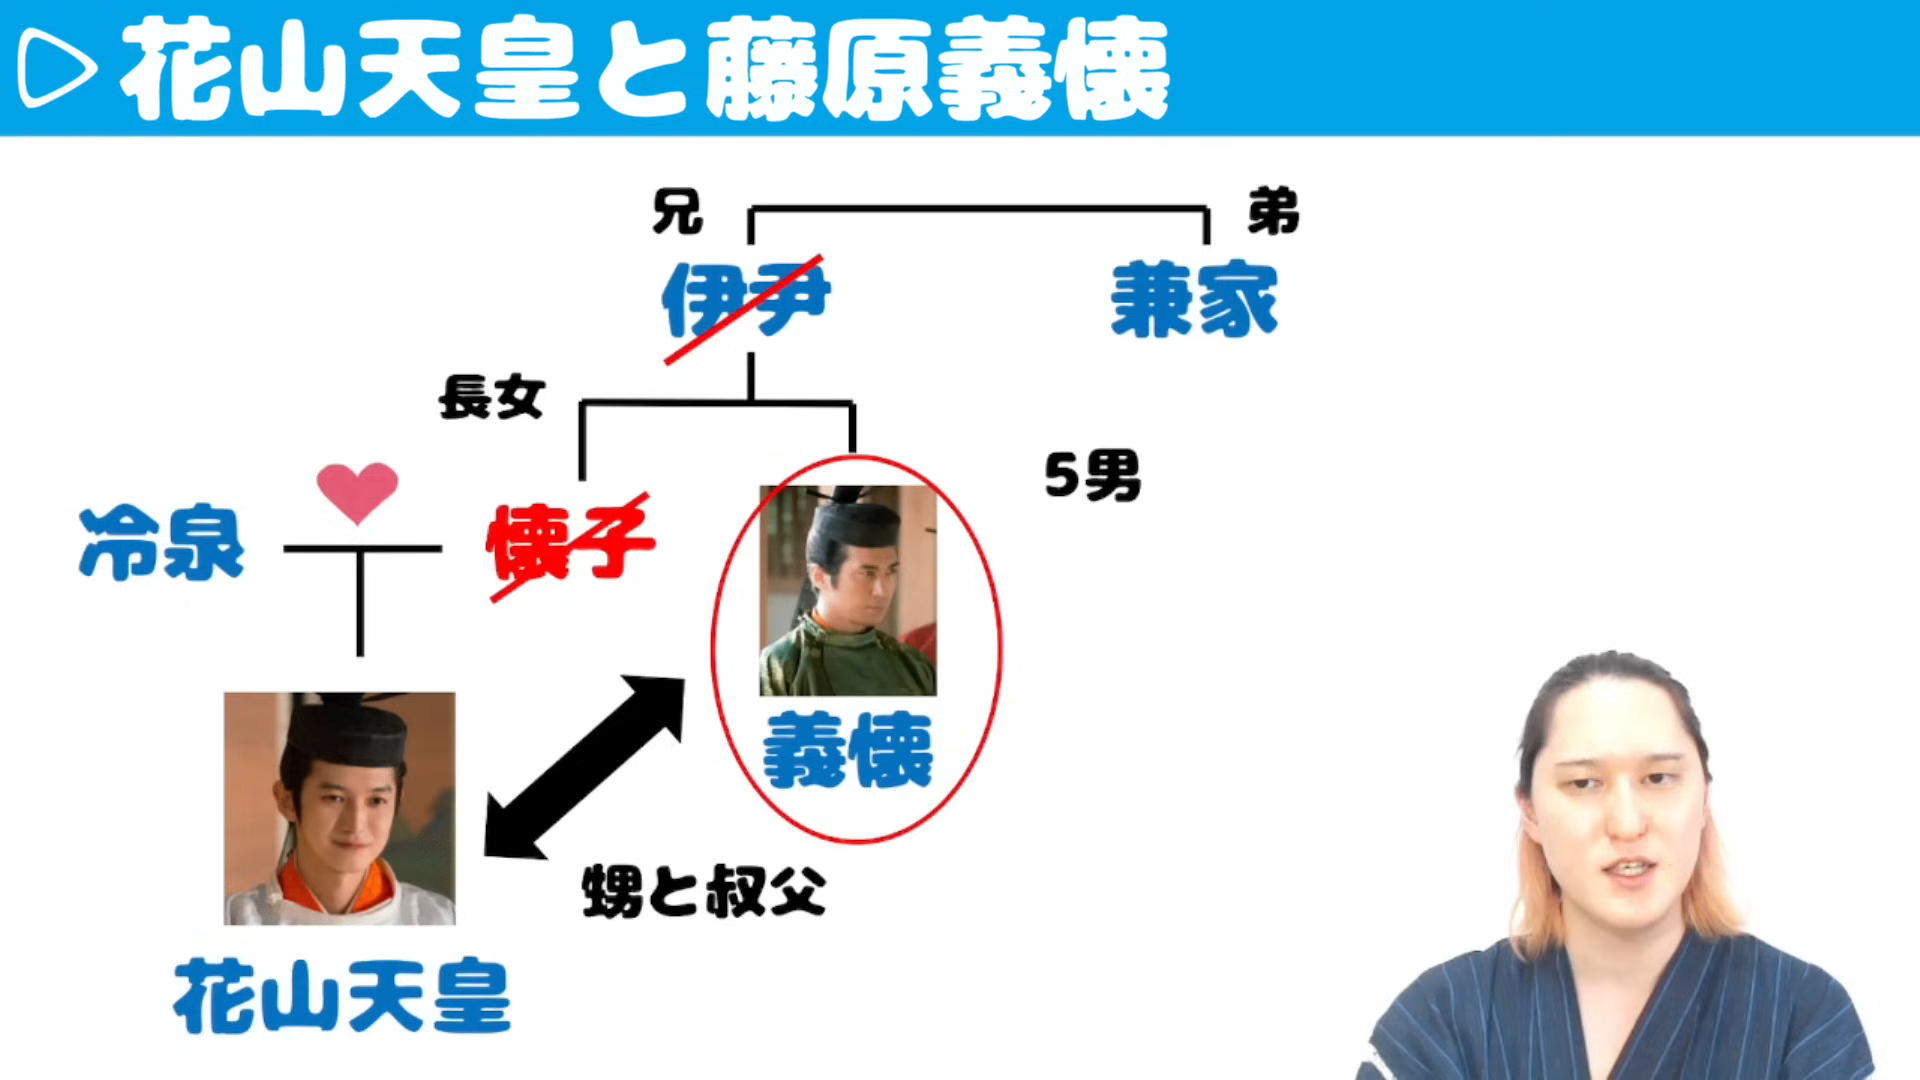 花山天皇と藤原義懐
兄
弟
伊尹
兼家
長女
5男
冷泉
懐子
義懐
甥と叔父
花山天皇